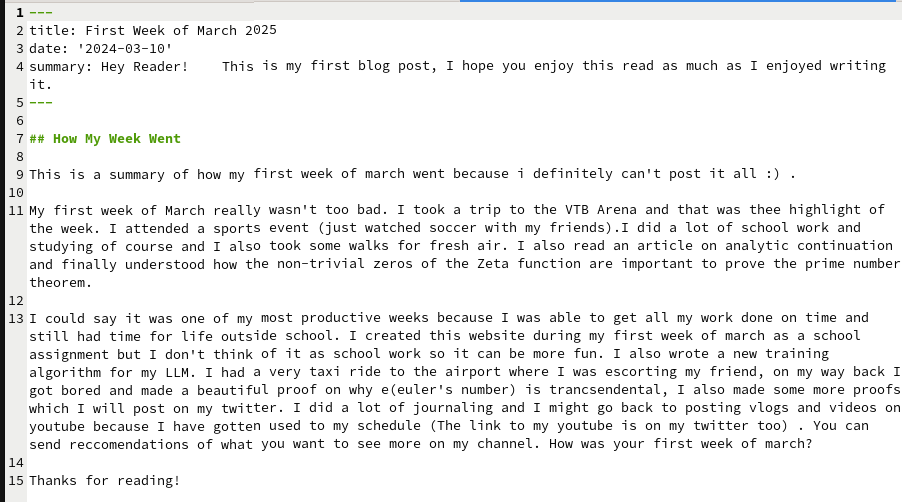 1 ---
2 title: First Week of March 2025
3 date: '2024-03-10'
4 summary: Hey Reader!    This is my first blog post, I hope you enjoy this read as much as I enjoyed writing
it.
5 ---
6
7 ## How My Week Went
8
9 This is a summary of how my first week of march went because i definitely can't post it all :) .
10
11 My first week of March really wasn't too bad. I took a trip to the VTB Arena and that was thee highlight of
the week. I attended a sports event (just watched soccer with my friends).I did a lot of school work and
studying of course and I also took some walks for fresh air. I also read an article on analytic continuation
and finally understood how the non-trivial zeros of the Zeta function are important to prove the prime number
theorem.
12
13 I could say it was one of my most productive weeks because I was able to get all my work done on time and
still had time for life outside school. I created this website during my first week of march as a school
assignment but I don't think of it as school work so it can be more fun. I also wrote a new training
algorithm for my LLM. I had a very taxi ride to the airport where I was escorting my friend, on my way back I
got bored and made a beautiful proof on why e(euler's number) is trancsendental, I also made some more proofs
which I will post on my twitter. I did a lot of journaling and I might go back to posting vlogs and videos on
youtube because I have gotten used to my schedule (The link to my youtube is on my twitter too) . You can
send reccomendations of what you want to see more on my channel. How was your first week of march?
14
15 Thanks for reading!